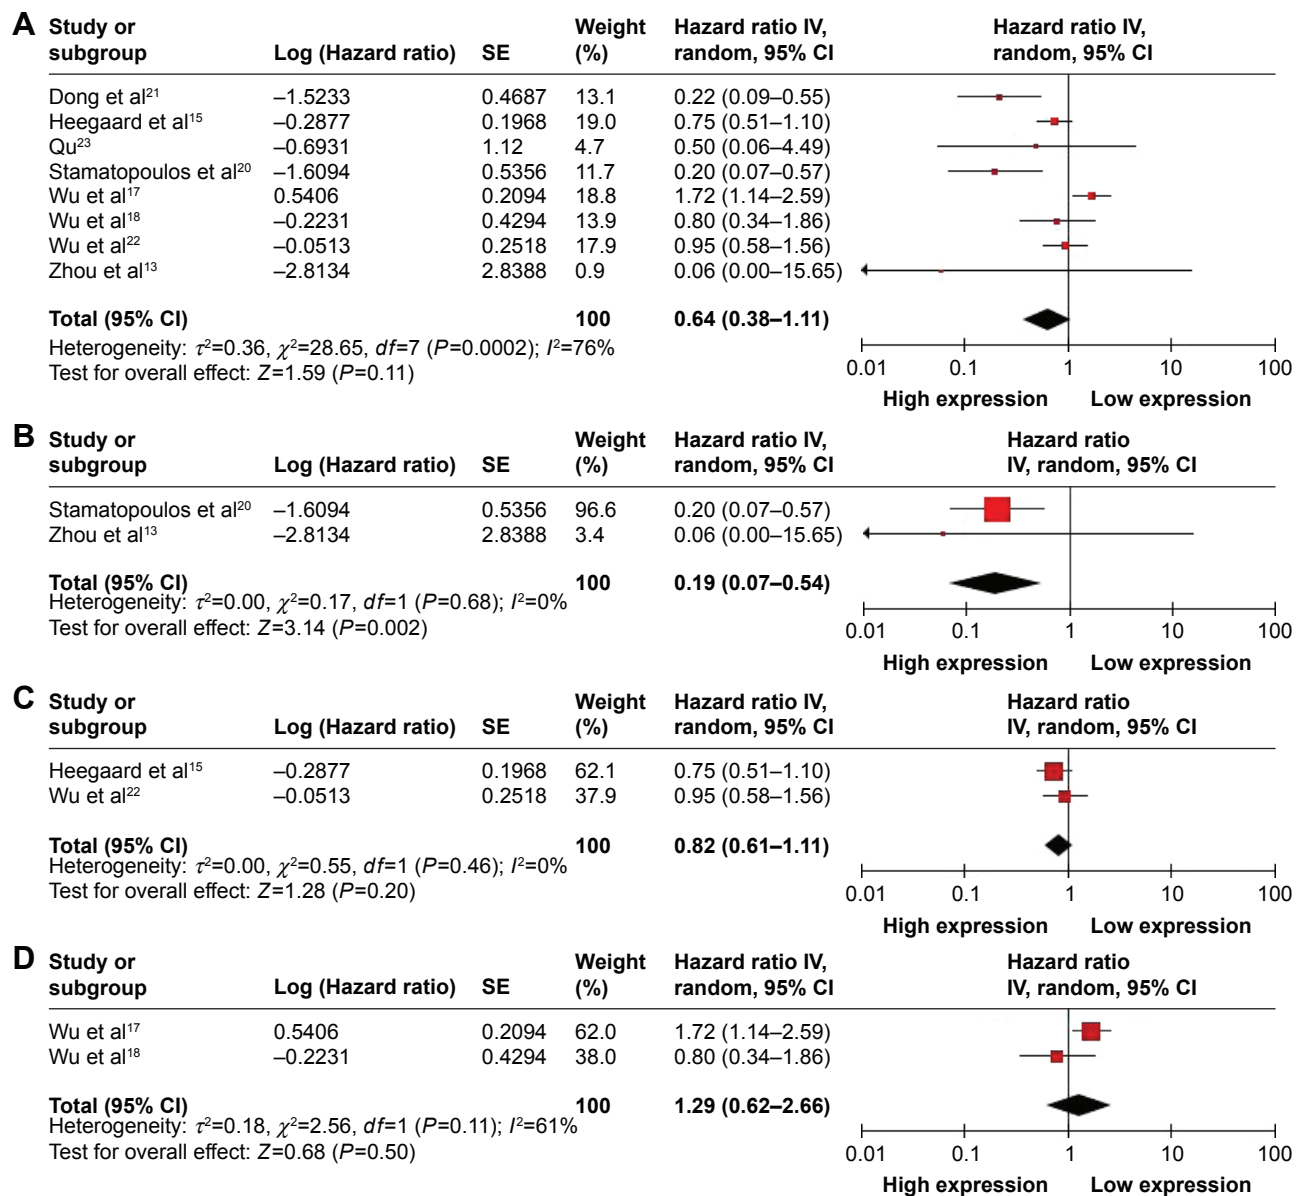 A Study or subgroup Log (Hazard ratio) SE Weight (%) Hazard ratio IV, random, 95% CI Hazard ratio IV, random, 95% CI
Dong et al21 –1.5233 0.4687 13.1 0.22 (0.09–0.55)
Heegaard et al15 –0.2877 0.1968 19.0 0.75 (0.51–1.10)
Qu23 –0.6931 1.12 4.7 0.50 (0.06–4.49)
Stamatopoulos et al20 –1.6094 0.5356 11.7 0.20 (0.07–0.57)
Wu et al17 0.5406 0.2094 18.8 1.72 (1.14–2.59)
Wu et al18 –0.2231 0.4294 13.9 0.80 (0.34–1.86)
Wu et al22 –0.0513 0.2518 17.9 0.95 (0.58–1.56)
Zhou et al13 –2.8134 2.8388 0.9 0.06 (0.00–15.65)
Total (95% CI) 100 0.64 (0.38–1.11)
Heterogeneity: τ²=0.36, χ²=28.65, df=7 (P=0.0002); I²=76%
Test for overall effect: Z=1.59 (P=0.11)
0.01 0.1 1 10 100
High expression Low expression
B Study or subgroup Log (Hazard ratio) SE Weight (%) Hazard ratio IV, random, 95% CI Hazard ratio IV, random, 95% CI
Stamatopoulos et al20 –1.6094 0.5356 96.6 0.20 (0.07–0.57)
Zhou et al13 –2.8134 2.8388 3.4 0.06 (0.00–15.65)
Total (95% CI) 100 0.19 (0.07–0.54)
Heterogeneity: τ²=0.00, χ²=0.17, df=1 (P=0.68); I²=0%
Test for overall effect: Z=3.14 (P=0.002)
0.01 0.1 1 10 100
High expression Low expression
C Study or subgroup Log (Hazard ratio) SE Weight (%) Hazard ratio IV, random, 95% CI Hazard ratio IV, random, 95% CI
Heegaard et al15 –0.2877 0.1968 62.1 0.75 (0.51–1.10)
Wu et al22 –0.0513 0.2518 37.9 0.95 (0.58–1.56)
Total (95% CI) 100 0.82 (0.61–1.11)
Heterogeneity: τ²=0.00, χ²=0.55, df=1 (P=0.46); I²=0%
Test for overall effect: Z=1.28 (P=0.20)
0.01 0.1 1 10 100
High expression Low expression
D Study or subgroup Log (Hazard ratio) SE Weight (%) Hazard ratio IV, random, 95% CI Hazard ratio IV, random, 95% CI
Wu et al17 0.5406 0.2094 62.0 1.72 (1.14–2.59)
Wu et al18 –0.2231 0.4294 38.0 0.80 (0.34–1.86)
Total (95% CI) 100 1.29 (0.62–2.66)
Heterogeneity: τ²=0.18, χ²=2.56, df=1 (P=0.11); I²=61%
Test for overall effect: Z=0.68 (P=0.50)
0.01 0.1 1 10 100
High expression Low expression